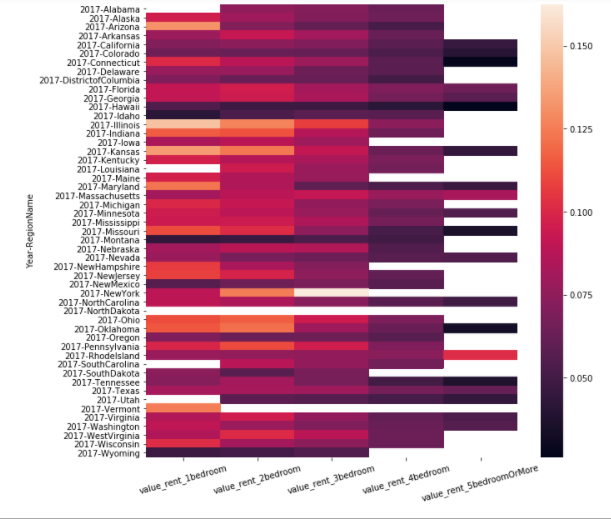 2017-Alabama
2017-Alaska
2017-Arizona
2017-Arkansas
2017-California
2017-Colorado
2017-Connecticut
2017-Delaware
2017-DistrictofColumbia
2017-Florida
2017-Georgia
2017-Hawaii
2017-Idaho
2017-Illinois
2017-Indiana
2017-Iowa
2017-Kansas
2017-Kentucky
2017-Louisiana
2017-Maine
2017-Maryland
2017-Massachusetts
2017-Michigan
2017-Minnesota
2017-Mississippi
2017-Missouri
2017-Montana
2017-Nebraska
2017-Nevada
2017-NewHampshire
2017-NewJersey
2017-NewMexico
2017-NewYork
2017-NorthCarolina
2017-NorthDakota
2017-Ohio
2017-Oklahoma
2017-Oregon
2017-Pennsylvania
2017-RhodeIsland
2017-SouthCarolina
2017-SouthDakota
2017-Tennessee
2017-Texas
2017-Utah
2017-Vermont
2017-Virginia
2017-Washington
2017-WestVirginia
2017-Wisconsin
2017-Wyoming
Year-RegionName
value_rent_1bedroom
value_rent_2bedroom
value_rent_3bedroom
value_rent_4bedroom
value_rent_5bedroomOrMore
0.150
0.125
0.100
0.075
0.050